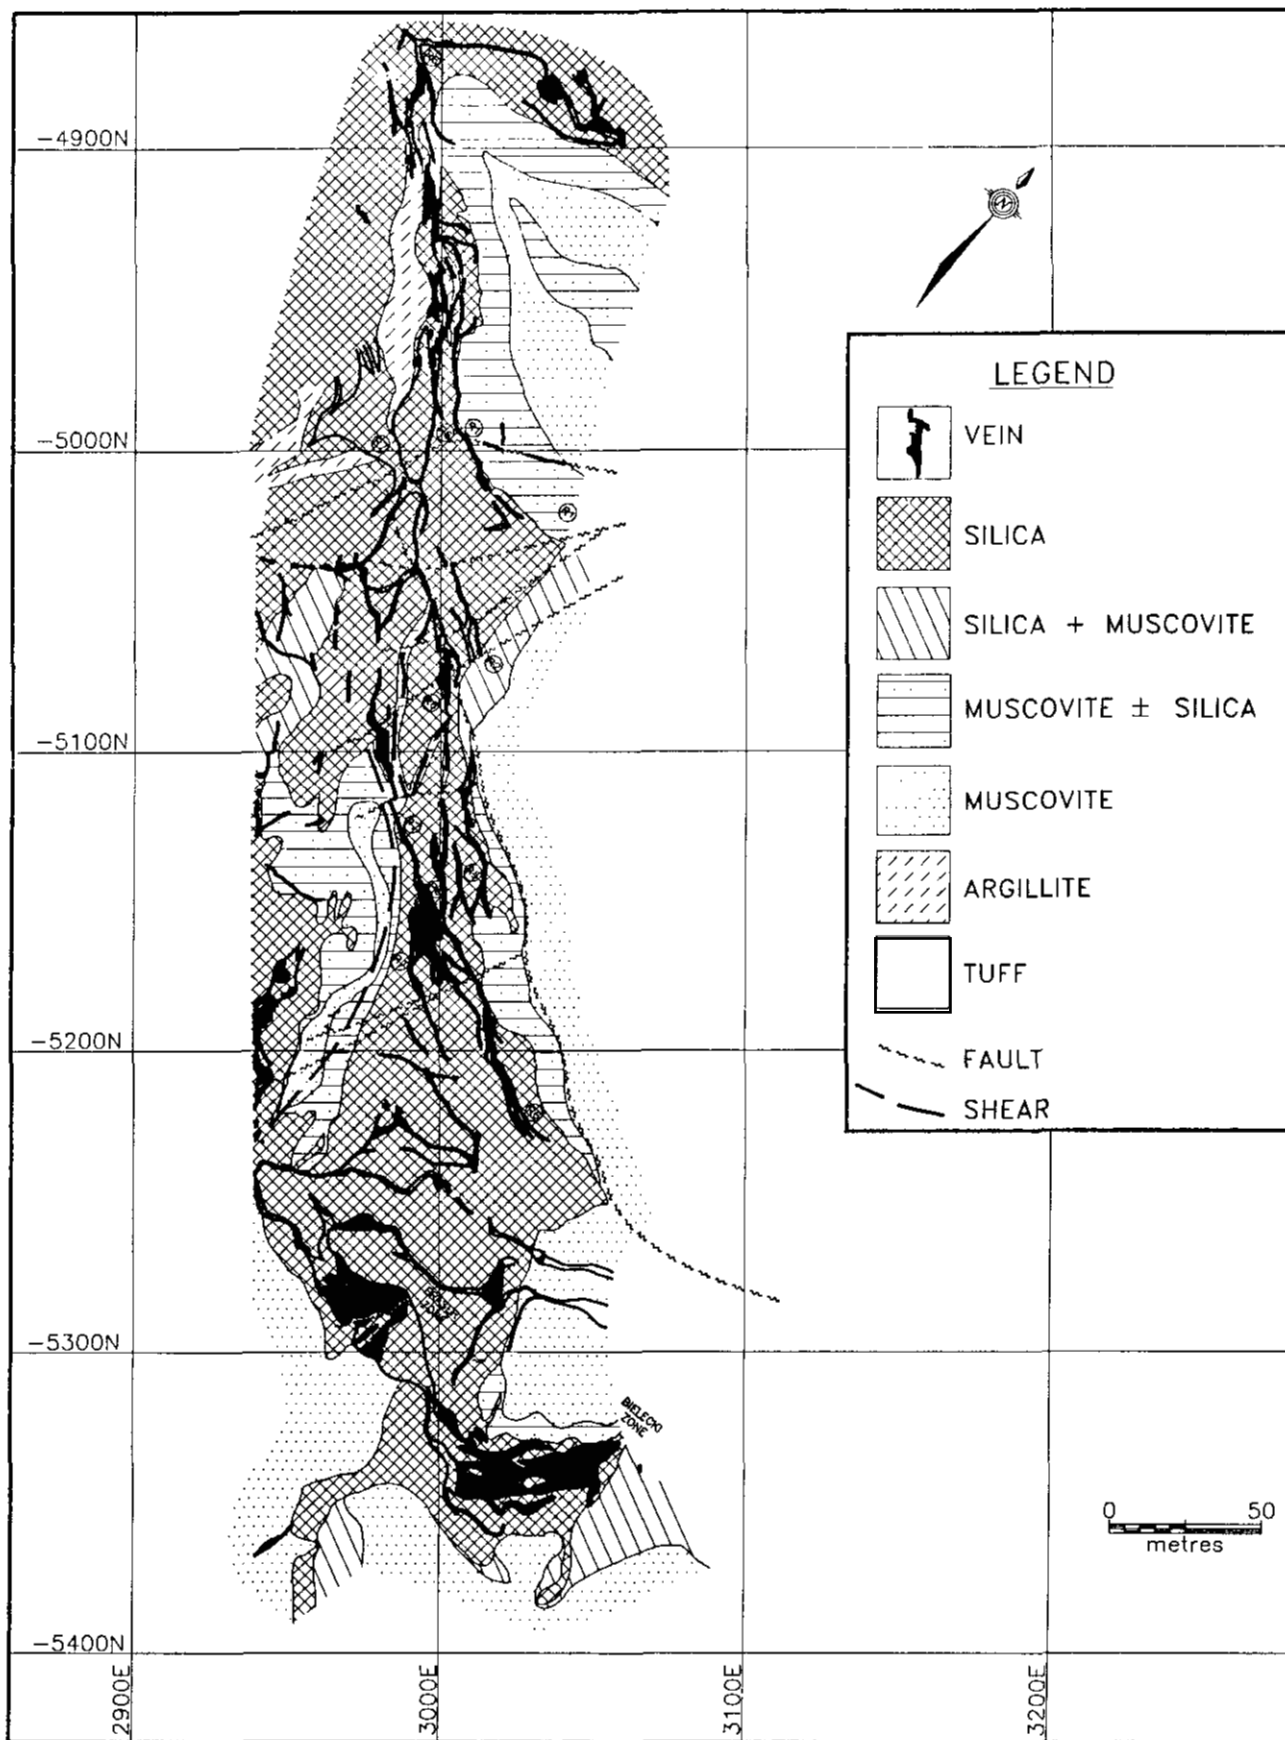 −4900N
N
LEGEND
VEIN
−5000N
SILICA
SILICA + MUSCOVITE
MUSCOVITE ± SILICA
−5100N
MUSCOVITE
ARGILLITE
TUFF
−5200N
FAULT
SHEAR
−5300N
BIELECKI
ZONE
0 50
metres
−5400N
2900E
3000E
3100E
3200E